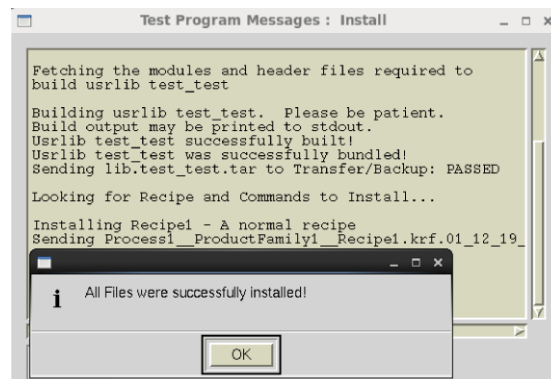 Test Program Messages : Install
Fetching the modules and header files required to
build usrlib test_test
Building usrlib test_test. Please be patient.
Build output may be printed to stdout.
Usrlib test_test successfully built!
Usrlib test_test was successfully bundled!
Sending lib.test_test.tar to Transfer/Backup: PASSED
Looking for Recipe and Commands to Install...
Installing Recipe1 - A normal recipe
Sending Process1__ProductFamily1__Recipe1.krf.01_12_19_
All Files were successfully installed!
OK